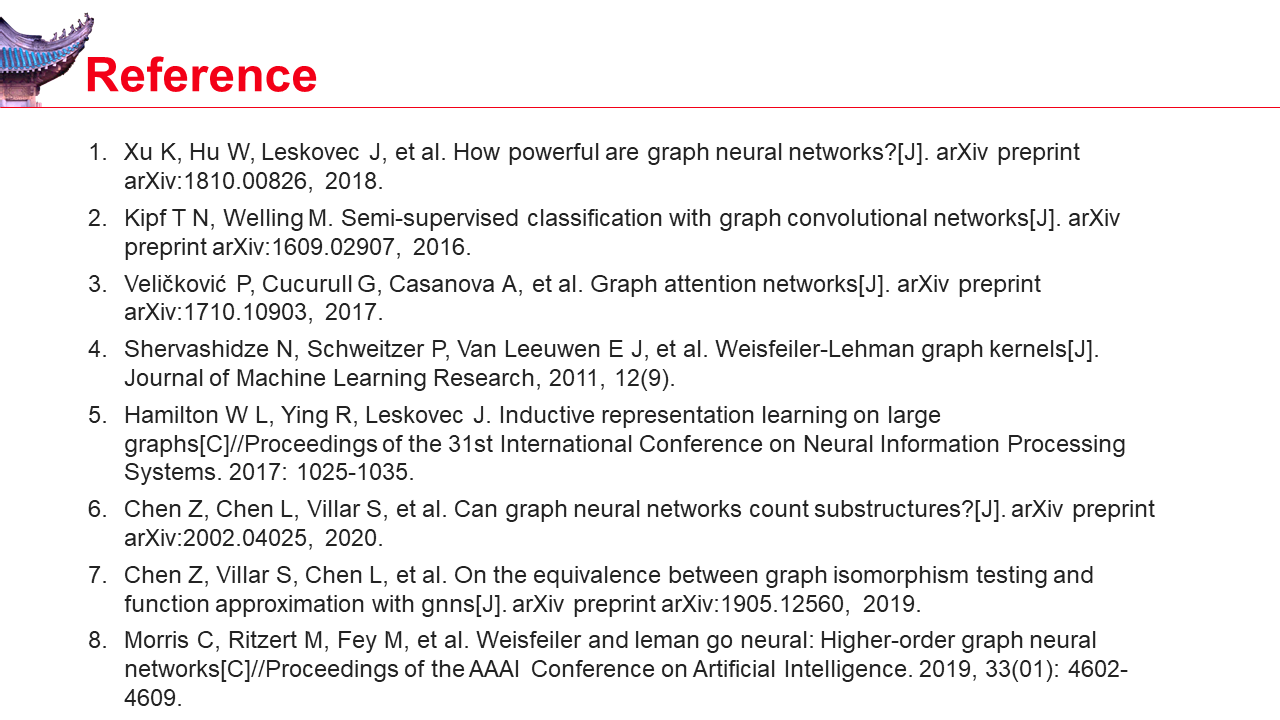 Reference
1. Xu K, Hu W, Leskovec J, et al. How powerful are graph neural networks?[J]. arXiv preprint
arXiv:1810.00826, 2018.
2. Kipf T N, Welling M. Semi-supervised classification with graph convolutional networks[J]. arXiv
preprint arXiv:1609.02907, 2016.
3. Veličković P, Cucurull G, Casanova A, et al. Graph attention networks[J]. arXiv preprint
arXiv:1710.10903, 2017.
4. Shervashidze N, Schweitzer P, Van Leeuwen E J, et al. Weisfeiler-Lehman graph kernels[J].
Journal of Machine Learning Research, 2011, 12(9).
5. Hamilton W L, Ying R, Leskovec J. Inductive representation learning on large
graphs[C]//Proceedings of the 31st International Conference on Neural Information Processing
Systems. 2017: 1025-1035.
6. Chen Z, Chen L, Villar S, et al. Can graph neural networks count substructures?[J]. arXiv preprint
arXiv:2002.04025, 2020.
7. Chen Z, Villar S, Chen L, et al. On the equivalence between graph isomorphism testing and
function approximation with gnns[J]. arXiv preprint arXiv:1905.12560, 2019.
8. Morris C, Ritzert M, Fey M, et al. Weisfeiler and leman go neural: Higher-order graph neural
networks[C]//Proceedings of the AAAI Conference on Artificial Intelligence. 2019, 33(01): 4602-
4609.